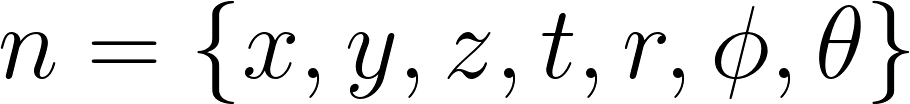 n = {x, y, z, t, r, ϕ, θ}